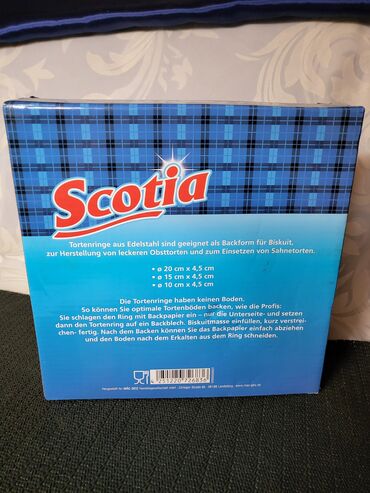 Scotia
Tortenringe aus Edelstahl sind geeignet als Backform für Biskuit,
zur Herstellung von leckeren Obsttorten und zum Einsetzen von Sahnetorten.
• ø 20 cm x 4,5 cm
• ø 15 cm x 4,5 cm
• ø 10 cm x 4,5 cm
Die Tortenringe haben keinen Boden.
So können Sie optimale Tortenböden backen, wie die Profis:
Sie schlagen den Ring mit Backpapier ein – nur die Unterseite- und setzen
dann den Tortenring auf ein Backblech. Biskuitmasse einfüllen, kurz verstrei-
chen- fertig. Nach dem Backen können Sie das Backpapier einfach abziehen
und den Boden nach dem Erkalten aus dem Ring schneiden.